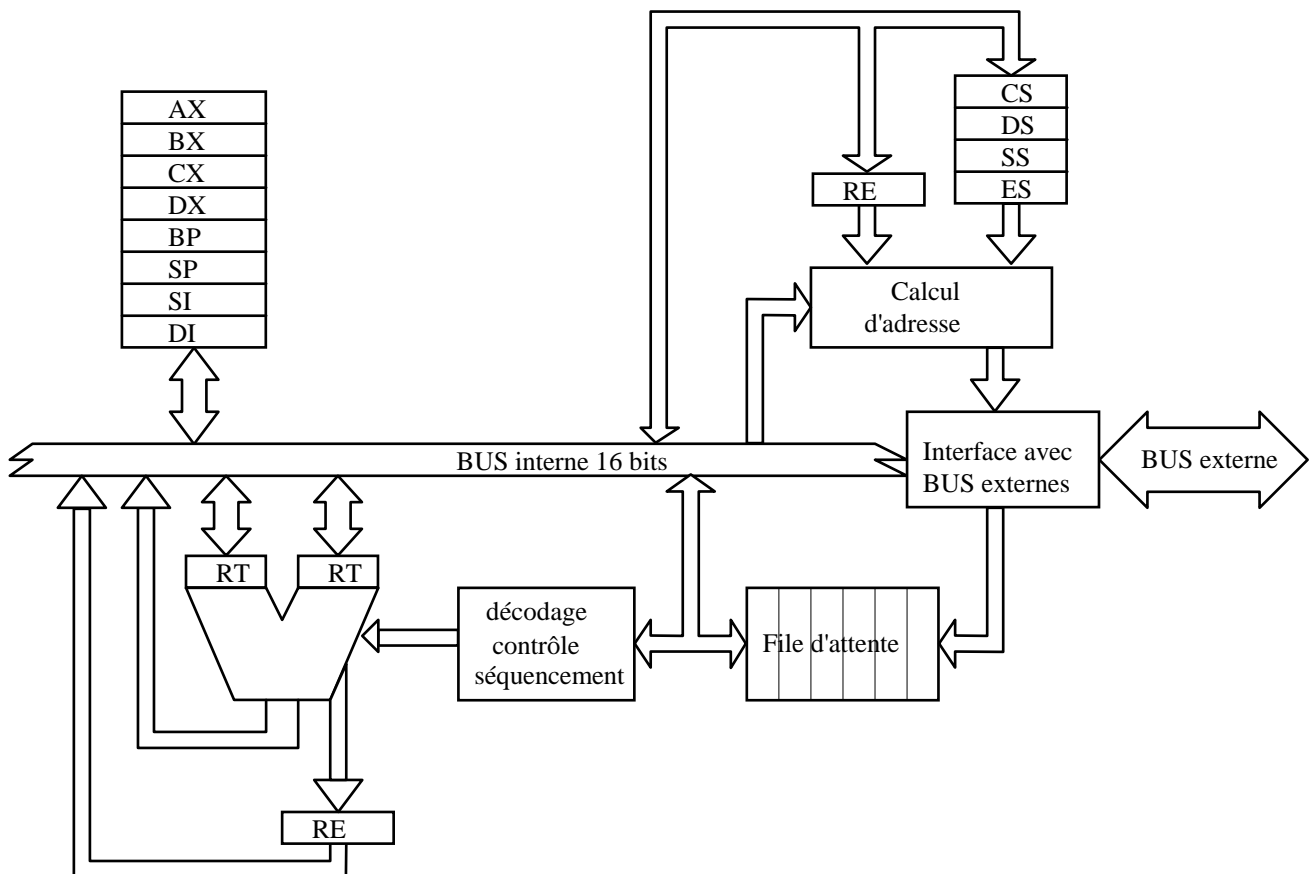 AX
BX
CX
DX
BP
SP
SI
DI
CS
DS
SS
ES
RE
Calcul
d'adresse
BUS interne 16 bits
Interface avec
BUS externes
BUS externe
RT
RT
décodage
contrôle
séquencement
File d'attente
RE